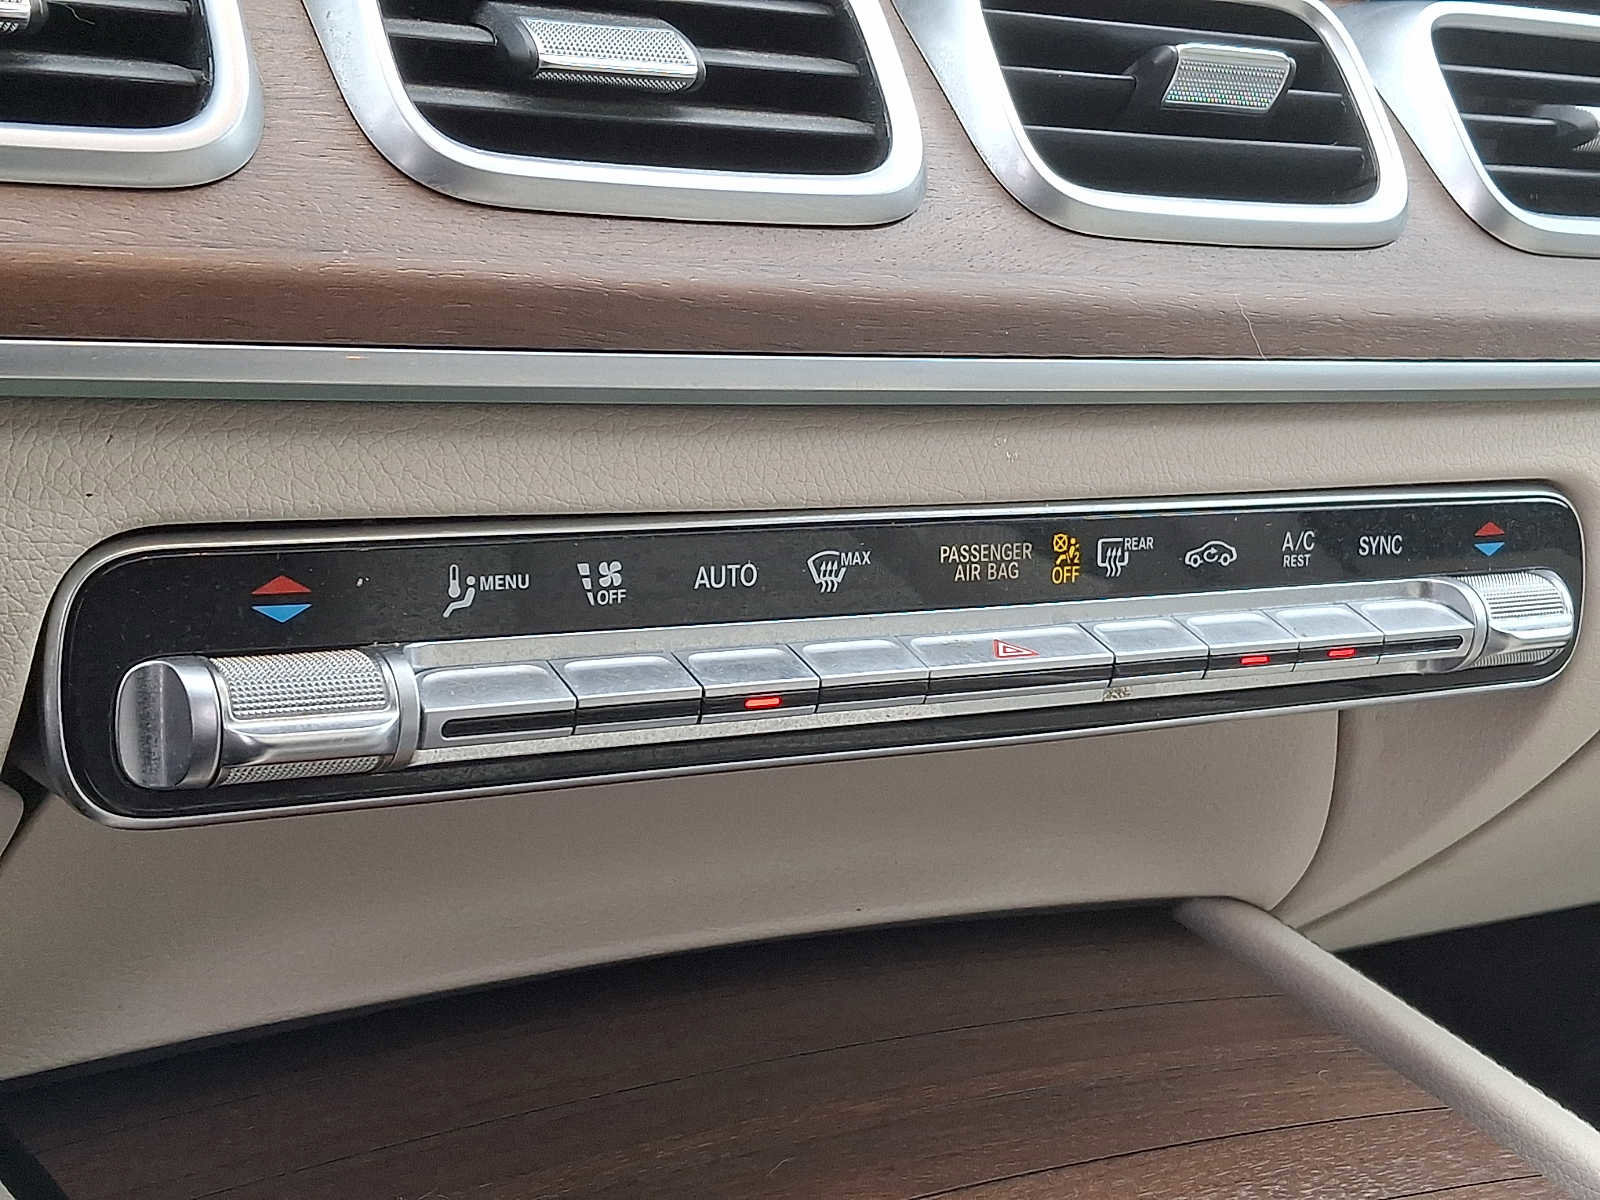 MENU
OFF
AUTO
MAX
PASSENGER
AIR BAG
OFF
REAR
A/C
REST
SYNC